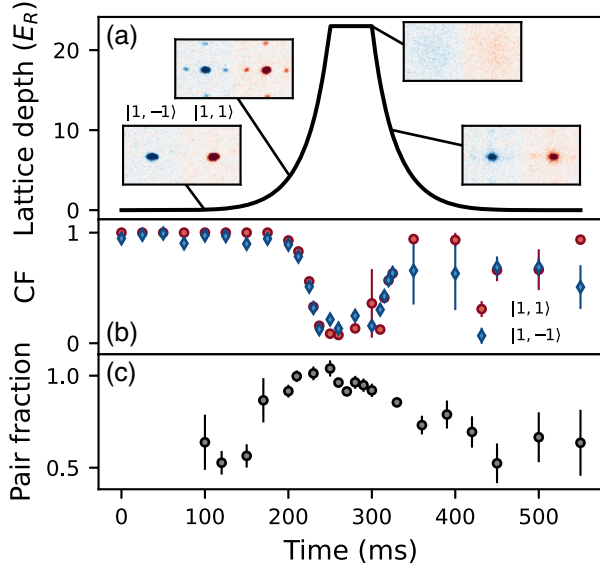 (a)
Lattice depth (E_R)
20
10
0
|1, −1⟩ |1, 1⟩
(b)
CF
1
0
|1, 1⟩
|1, −1⟩
(c)
Pair fraction
1.0
0.5
0 100 200 300 400 500
Time (ms)